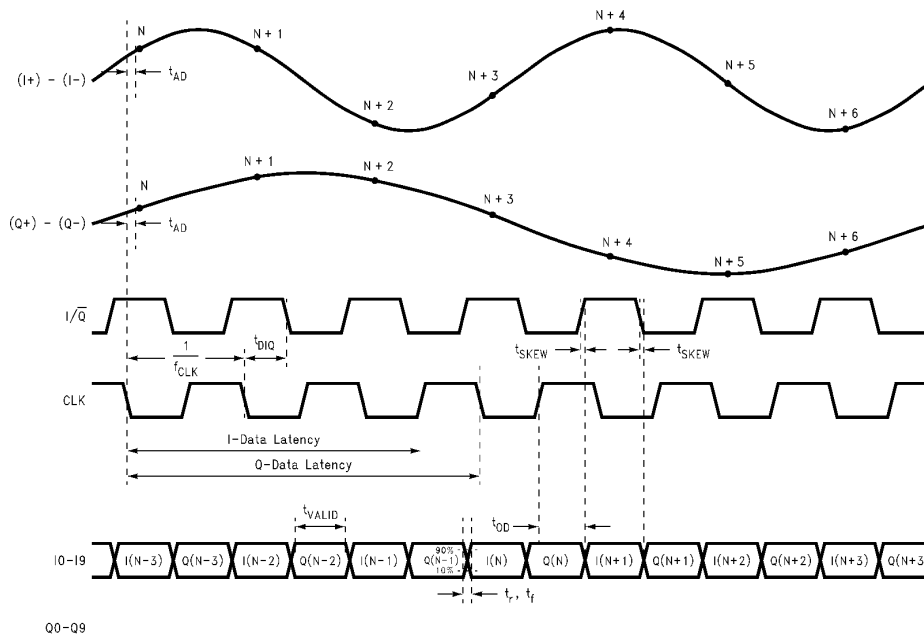 N
N + 1
N + 4
(I+) – (I–)
t_AD
N + 3
N + 5
N + 2
N + 6
N
N + 1
N + 2
(Q+) – (Q–)
t_AD
N + 3
N + 4
N + 5
N + 6
I/Q̅
1
f_CLK
t_DIQ
t_SKEW
t_SKEW
CLK
I-Data Latency
Q-Data Latency
t_VALID
t_OD
I0-I9
I(N-3)
Q(N-3)
I(N-2)
Q(N-2)
I(N-1)
90%
Q(N-1)
10%
I(N)
Q(N)
I(N+1)
Q(N+1)
I(N+2)
Q(N+2)
I(N+3)
Q(N+3
t_r, t_f
Q0-Q9